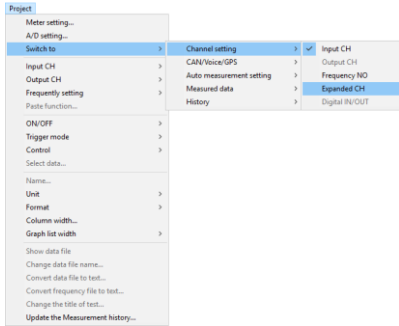 Project
Meter setting...
A/D setting...
Switch to
Input CH
Output CH
Frequently setting
Paste function...
ON/OFF
Trigger mode
Control
Select data...
Name...
Unit
Format
Column width...
Graph list width
Show data file
Change data file name...
Convert data file to text...
Convert frequency file to text...
Change the title of test...
Update the Measurement history...
Channel setting
CAN/Voice/GPS
Auto measurement setting
Measured data
History
Input CH
Output CH
Frequency NO
Expanded CH
Digital IN/OUT